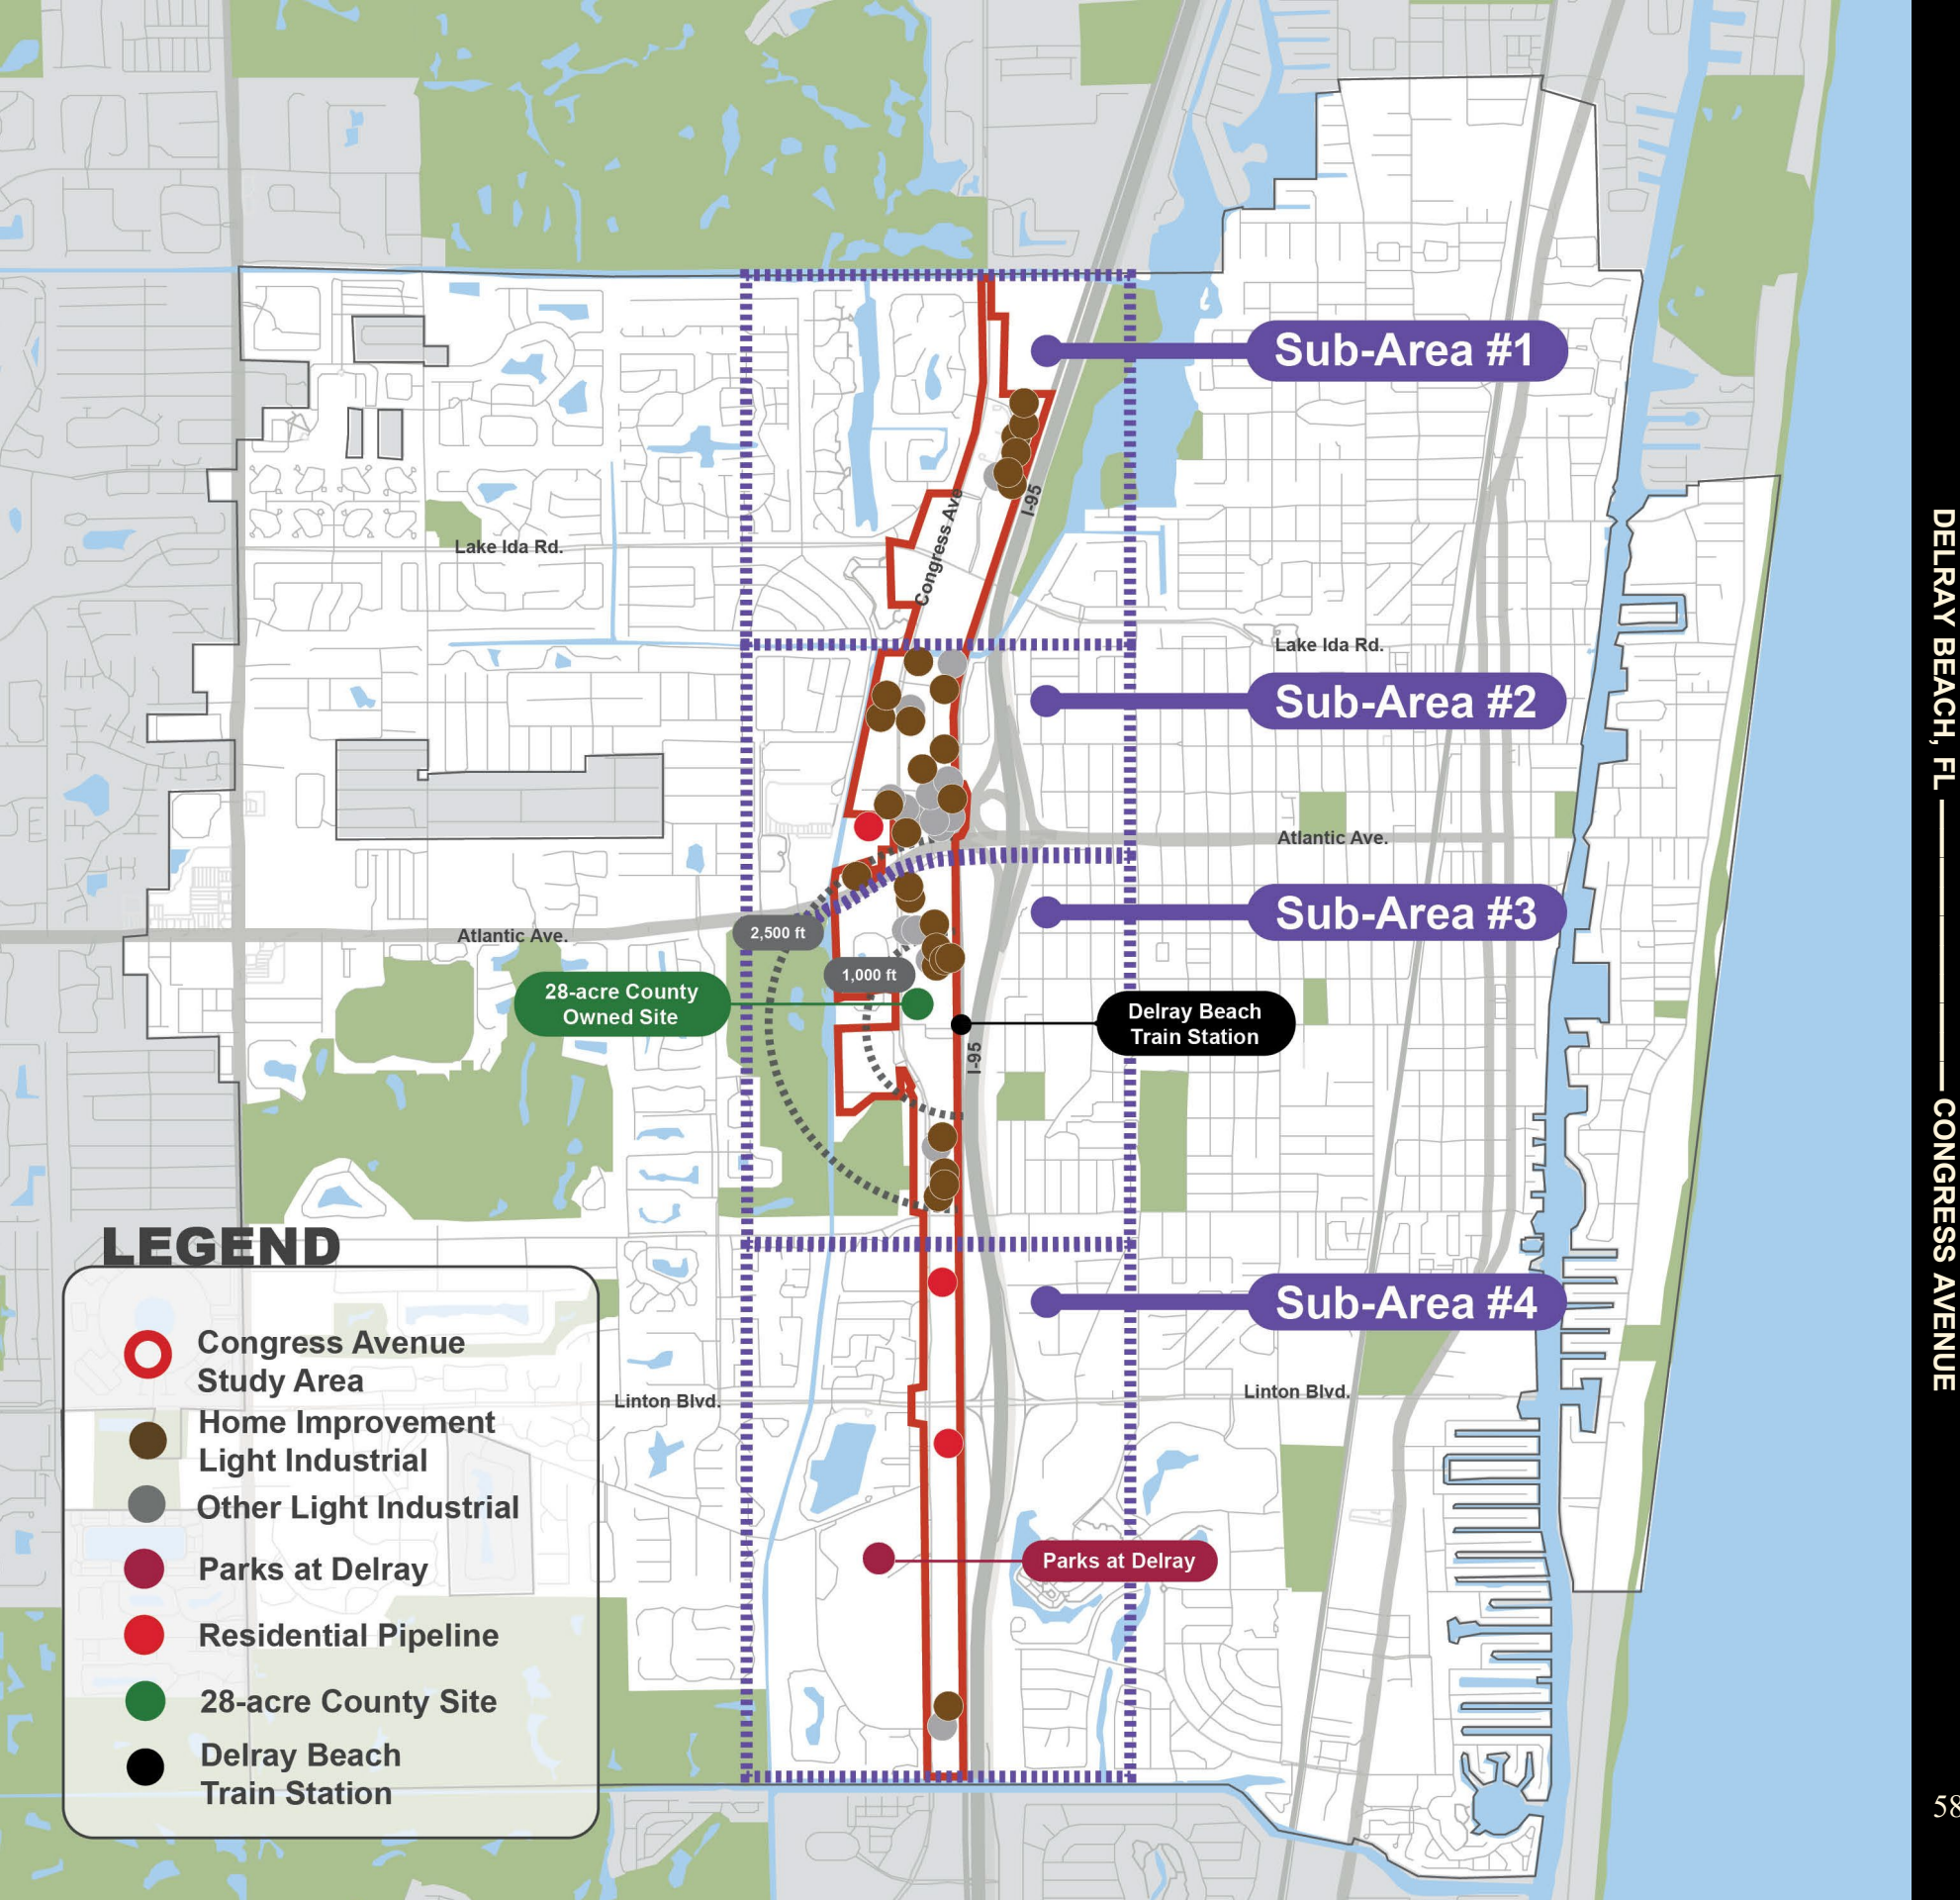 Sub-Area #1
Congress Ave
I-95
Lake Ida Rd.
Lake Ida Rd.
Sub-Area #2
Atlantic Ave.
Sub-Area #3
2,500 ft
Atlantic Ave.
1,000 ft
28-acre County
Owned Site
Delray Beach
Train Station
I-95
Sub-Area #4
Linton Blvd.
Linton Blvd.
Parks at Delray
LEGEND
Congress Avenue
Study Area
Home Improvement
Light Industrial
Other Light Industrial
Parks at Delray
Residential Pipeline
28-acre County Site
Delray Beach
Train Station
DELRAY BEACH, FL
CONGRESS AVENUE
58